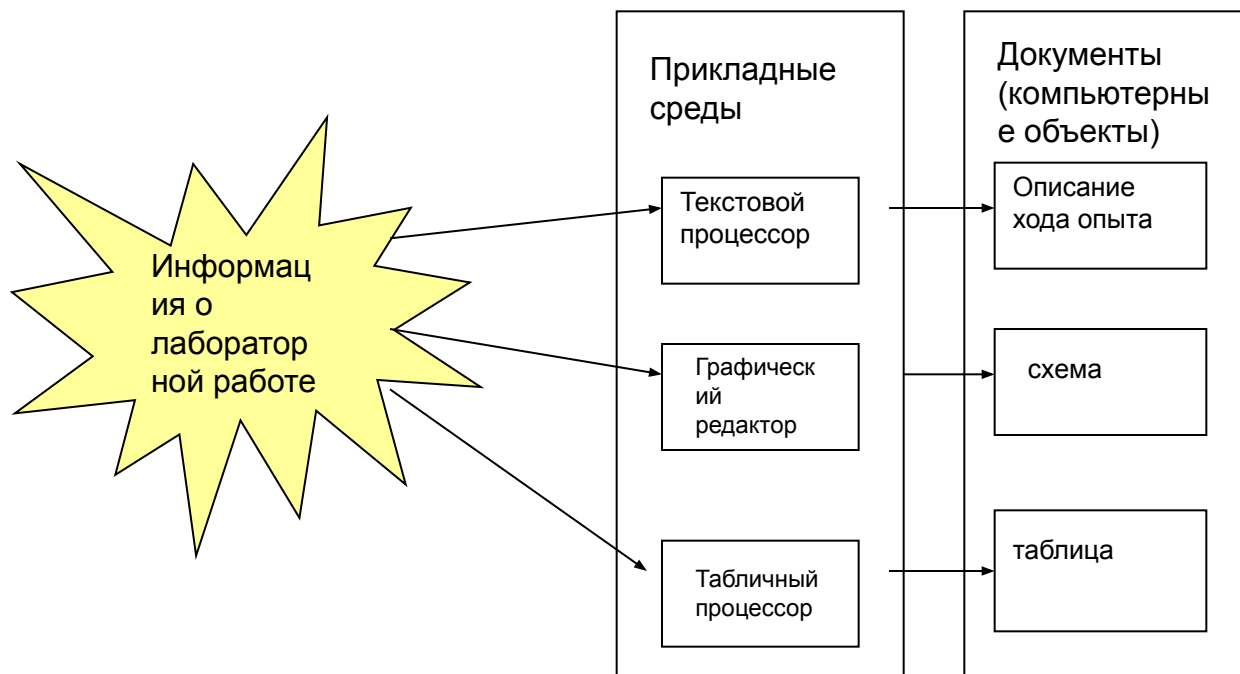 Информац
ия о
лаборатор
ной работе
Прикладные
среды
Текстовой
процессор
Графическ
ий
редактор
Табличный
процессор
Документы
(компьютерны
е объекты)
Описание
хода опыта
схема
таблица